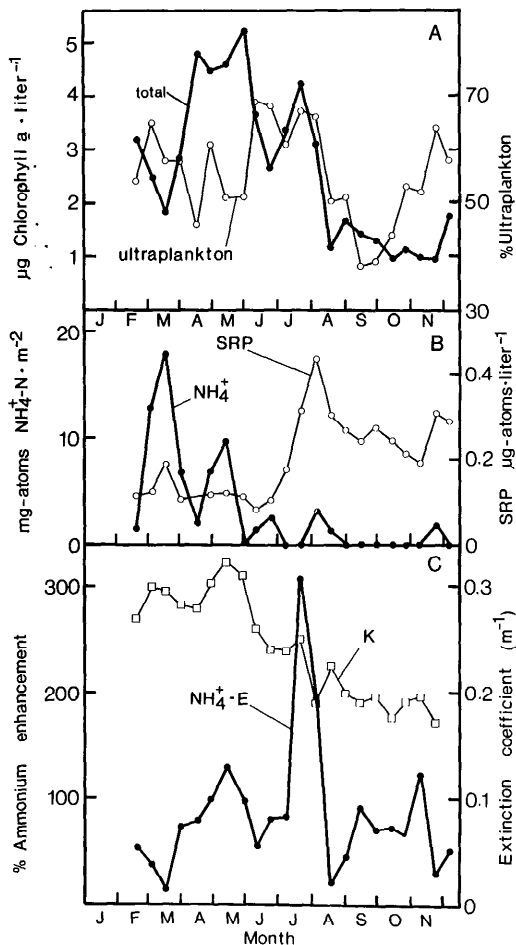 A
µg Chlorophyll a · liter⁻¹
5
4
3
2
1
total
ultraplankton
70
50
30
%Ultraplankton
J F M A M J J A S O N
B
mg-atoms NH₄⁺-N · m⁻²
20
10
0
SRP
NH₄⁺
0.4
0.2
0
SRP µg-atoms·liter⁻¹
C
% Ammonium enhancement
300
200
100
K
NH₄⁺-E
0.3
0.2
0.1
0
Extinction coefficient (m⁻¹)
J F M A M J J A S O N
Month